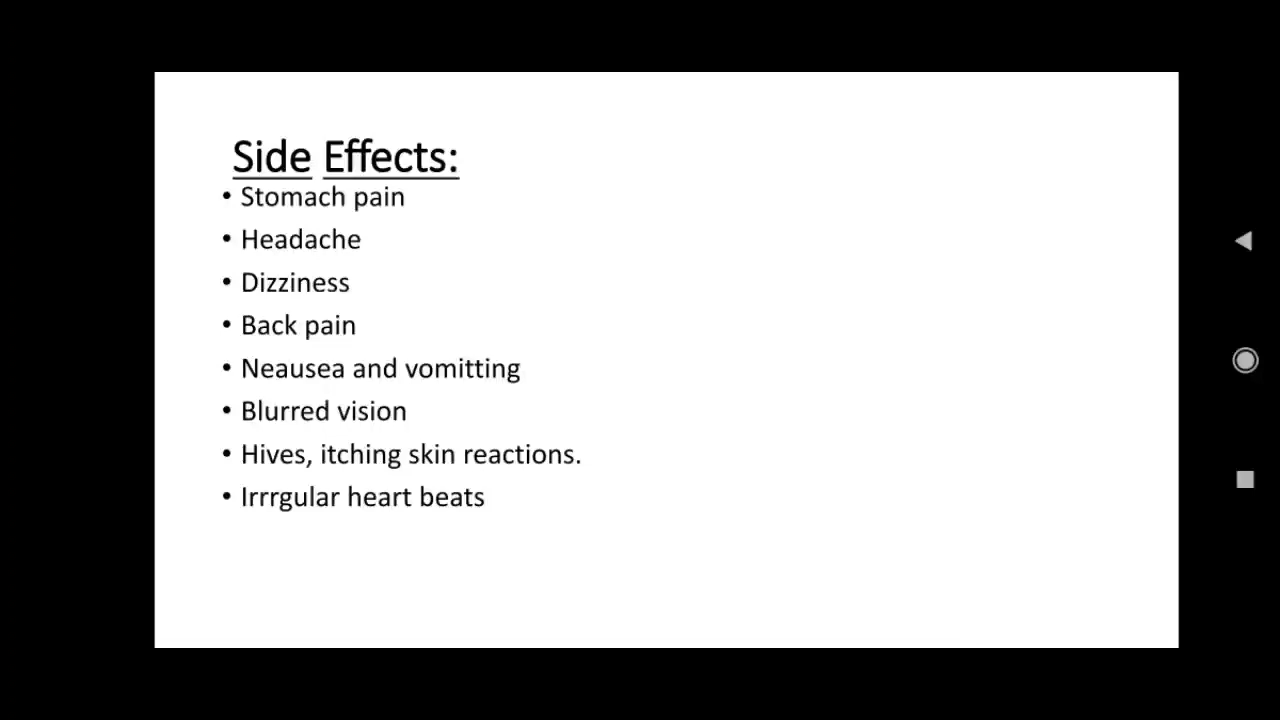 Side Effects:
• Stomach pain
• Headache
• Dizziness
• Back pain
• Neausea and vomitting
• Blurred vision
• Hives, itching skin reactions.
• Irrrgular heart beats